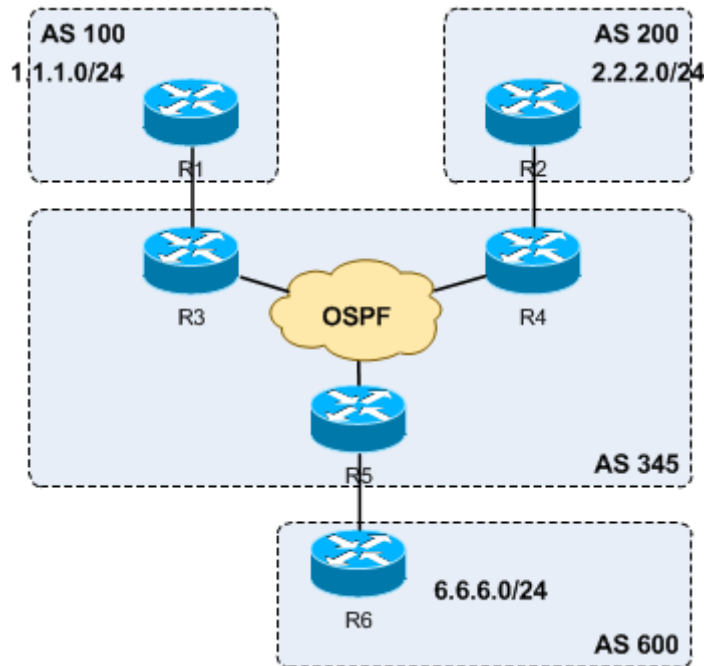 AS 100
AS 200
1.1.1.0/24
2.2.2.0/24
R1
R2
R3
OSPF
R4
R5
AS 345
R6
6.6.6.0/24
AS 600